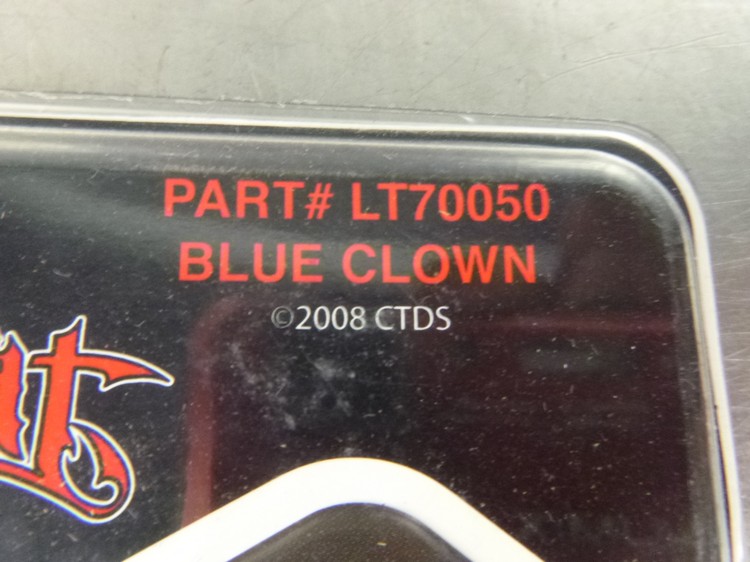 PART# LT70050
BLUE CLOWN
©2008 CTDS